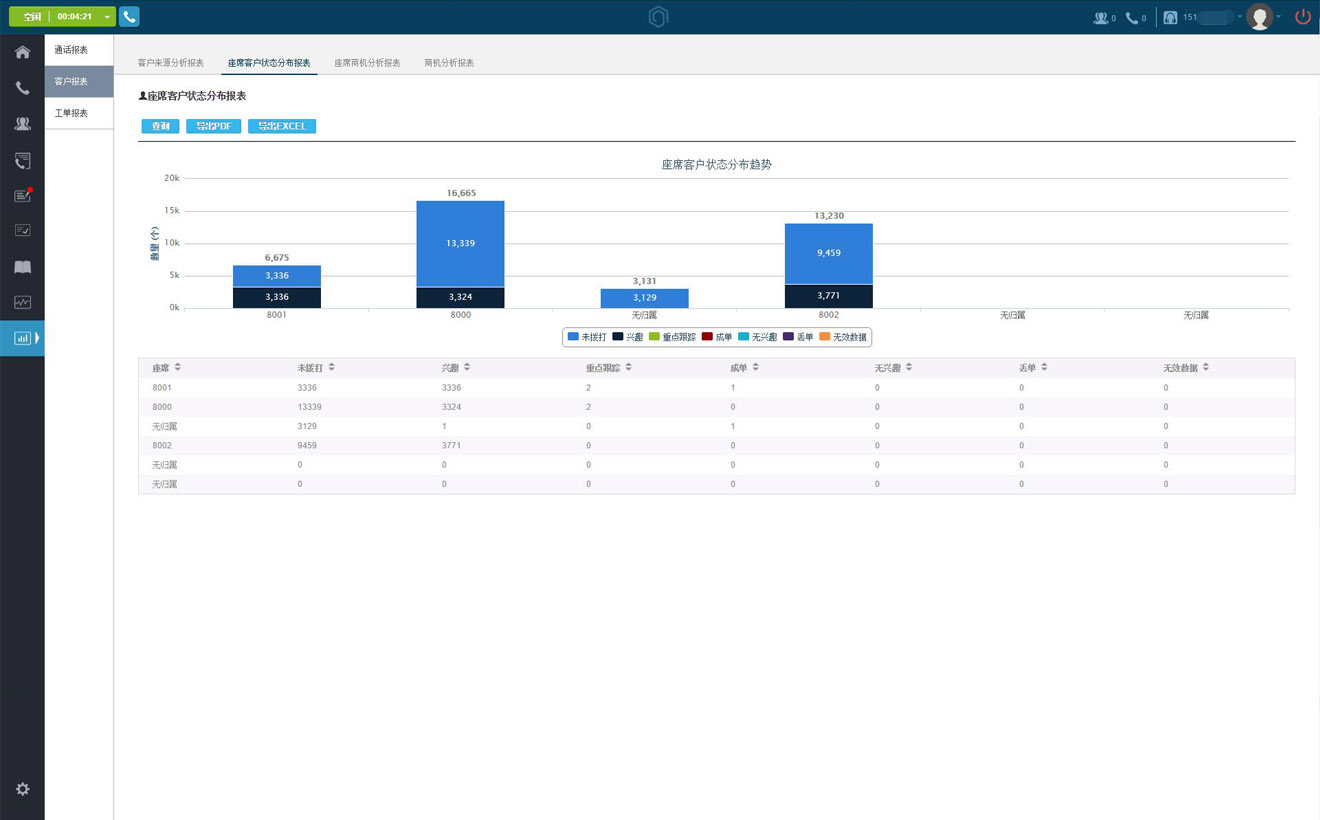 空闲 00:04:21 0 0 151
通话报表
客户报表
工单报表
客户来源分析报表 座席客户状态分布报表 座席商机分析报表 商机分析报表
座席客户状态分布报表
查询 导出PDF 导出EXCEL
座席客户状态分布趋势
数量 (个)
20k
15k
10k
5k
0k
6,675
3,336
3,336
16,665
13,339
3,324
3,131
3,129
13,230
9,459
3,771
8001 8000 无归属 8002 无归属 无归属
未拨打 兴趣 重点跟踪 成单 无兴趣 丢单 无效数据
座席 未拨打 兴趣 重点跟踪 成单 无兴趣 丢单 无效数据
8001 3336 3336 2 1 0 0 0
8000 13339 3324 2 0 0 0 0
无归属 3129 1 0 1 0 0 0
8002 9459 3771 0 0 0 0 0
无归属 0 0 0 0 0 0 0
无归属 0 0 0 0 0 0 0